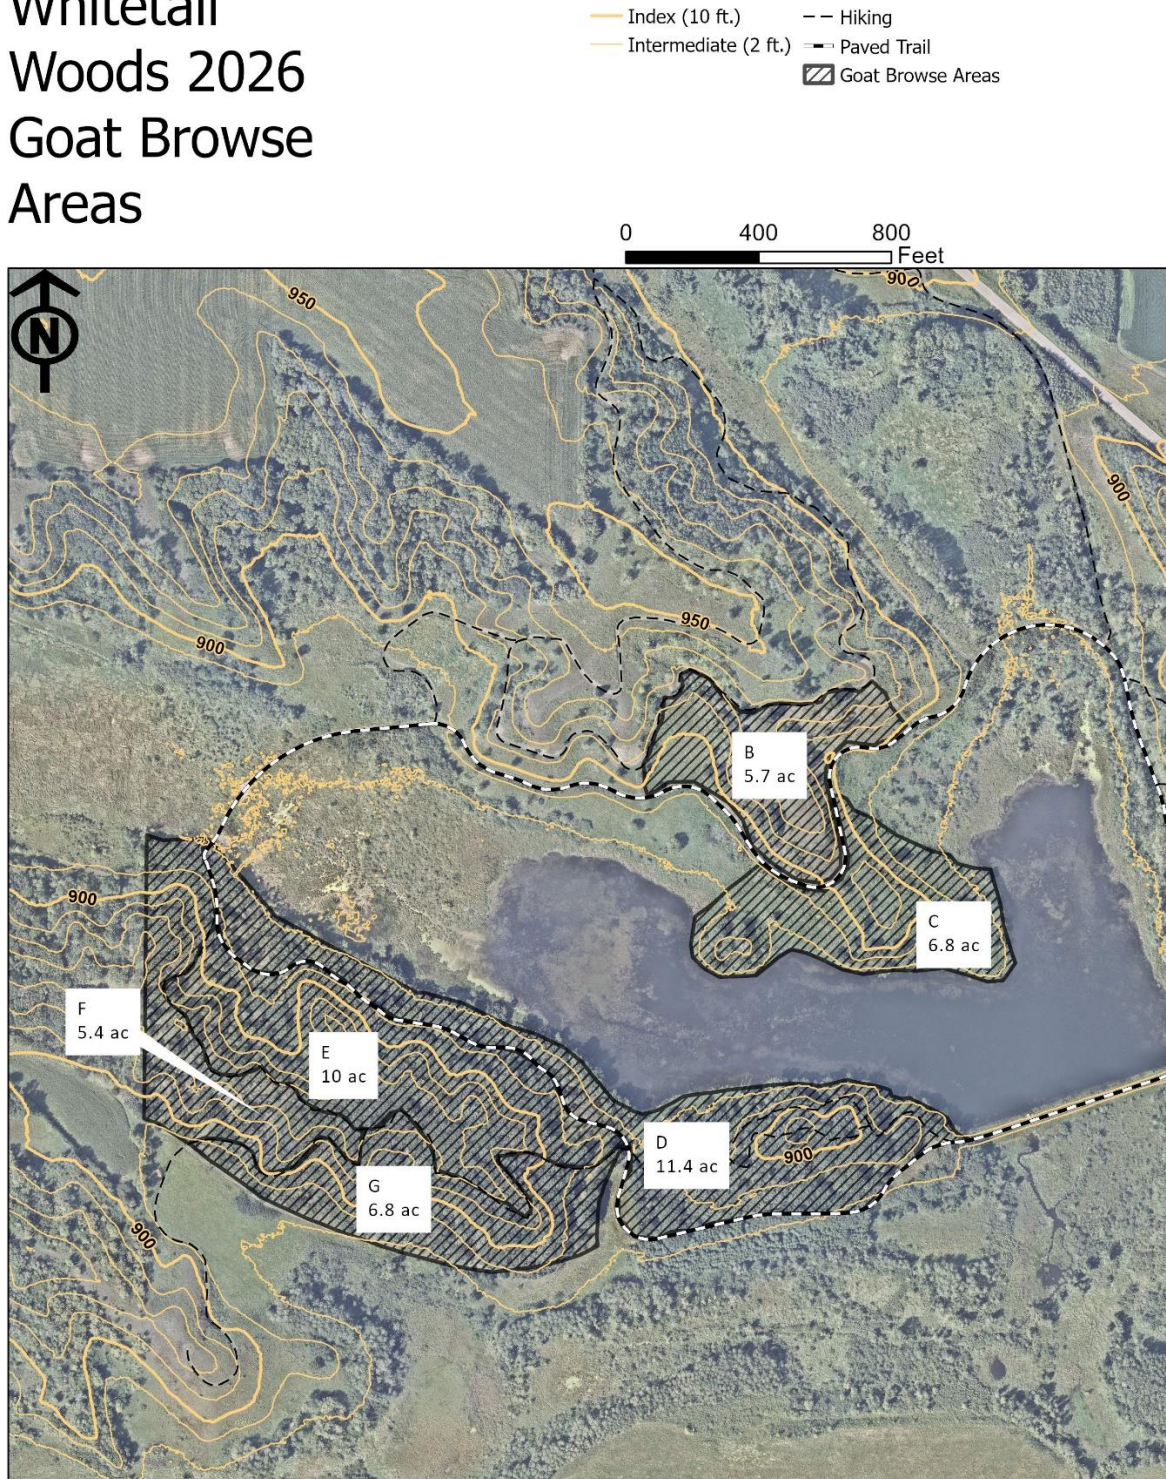 Whitetail
Woods 2026
Goat Browse
Areas
Index (10 ft.)
Intermediate (2 ft.)
Hiking
Paved Trail
Goat Browse Areas
0 400 800
Feet
N
950
900
900
950
900
B
5.7 ac
900
C
6.8 ac
F
5.4 ac
E
10 ac
D
11.4 ac
900
G
6.8 ac
900